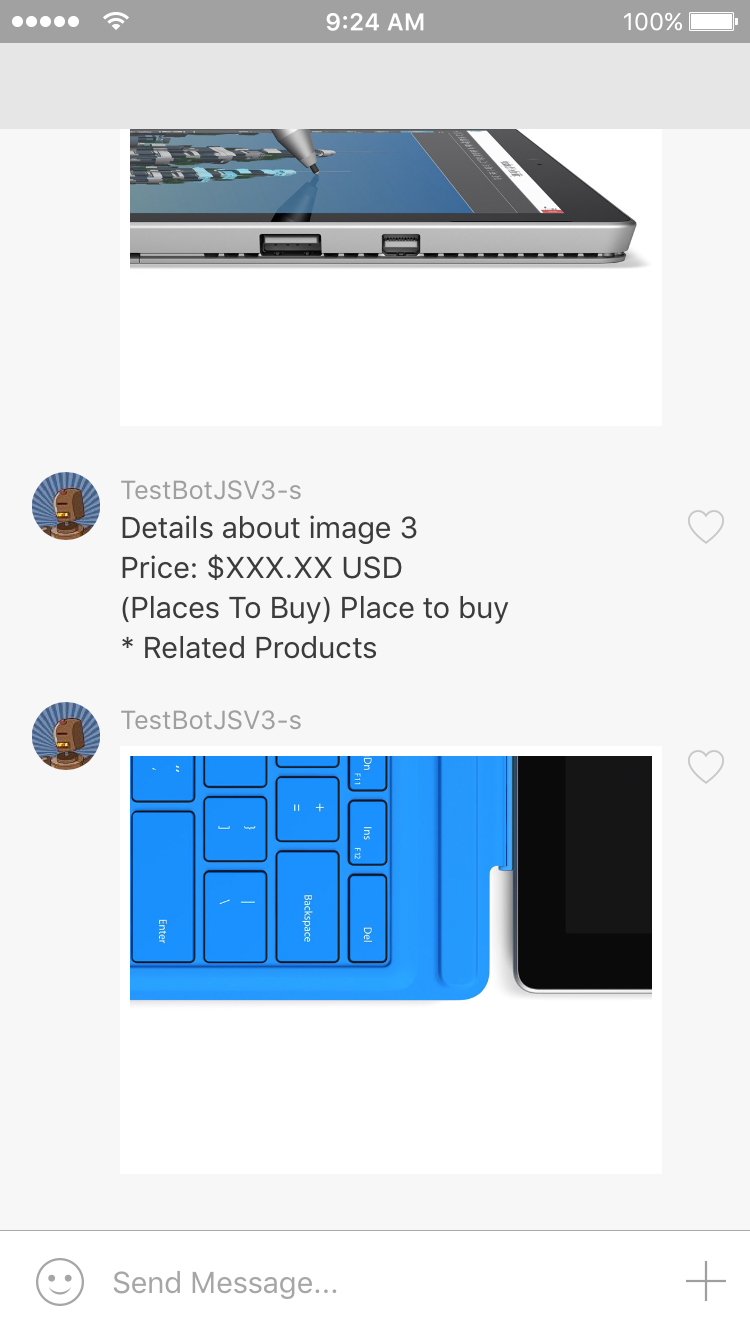 9:24 AM
100%
TestBotJSV3-s
Details about image 3
Price: $XXX.XX USD
(Places To Buy) Place to buy
* Related Products
TestBotJSV3-s
Dn
F11
Ins
F12
Del
+
=
Backspace
}
]
|
\
"
'
Enter
Send Message...